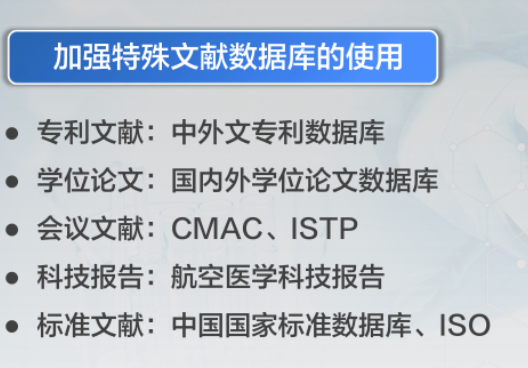 加强特殊文献数据库的使用
● 专利文献：中外文专利数据库
● 学位论文：国内外学位论文数据库
● 会议文献：CMAC、ISTP
● 科技报告：航空医学科技报告
● 标准文献：中国国家标准数据库、ISO